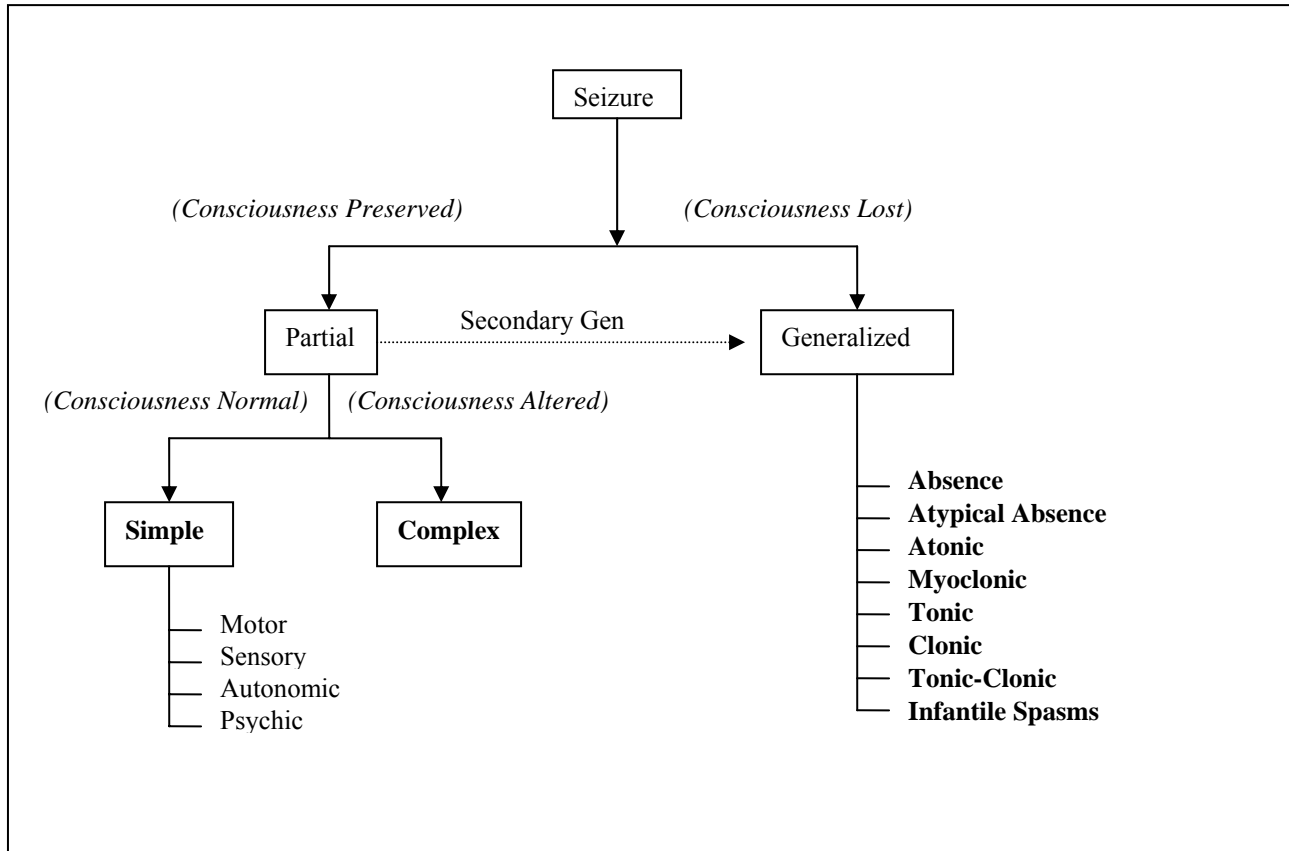 Seizure
(Consciousness Preserved)
(Consciousness Lost)
Partial
Secondary Gen
Generalized
(Consciousness Normal)
(Consciousness Altered)
Simple
Complex
Motor
Sensory
Autonomic
Psychic
Absence
Atypical Absence
Atonic
Myoclonic
Tonic
Clonic
Tonic-Clonic
Infantile Spasms